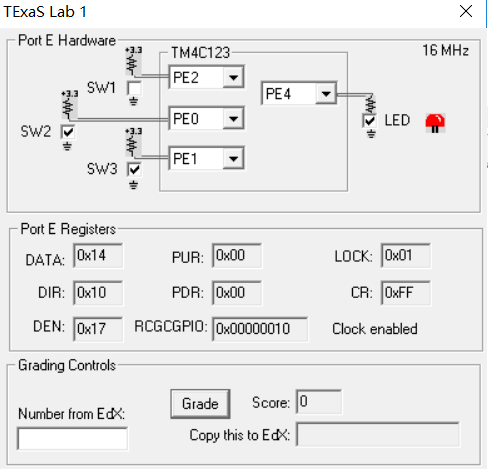 TExaS Lab 1
Port E Hardware
TM4C123
16 MHz
+3.3
SW1
PE2
PE4
+3.3
SW2
PE0
LED
+3.3
SW3
PE1
Port E Registers
DATA: 0x14 PUR: 0x00 LOCK: 0x01
DIR: 0x10 PDR: 0x00 CR: 0xFF
DEN: 0x17 RCGCGPIO: 0x00000010 Clock enabled
Grading Controls
Number from EdX:
Grade
Score: 0
Copy this to EdX: